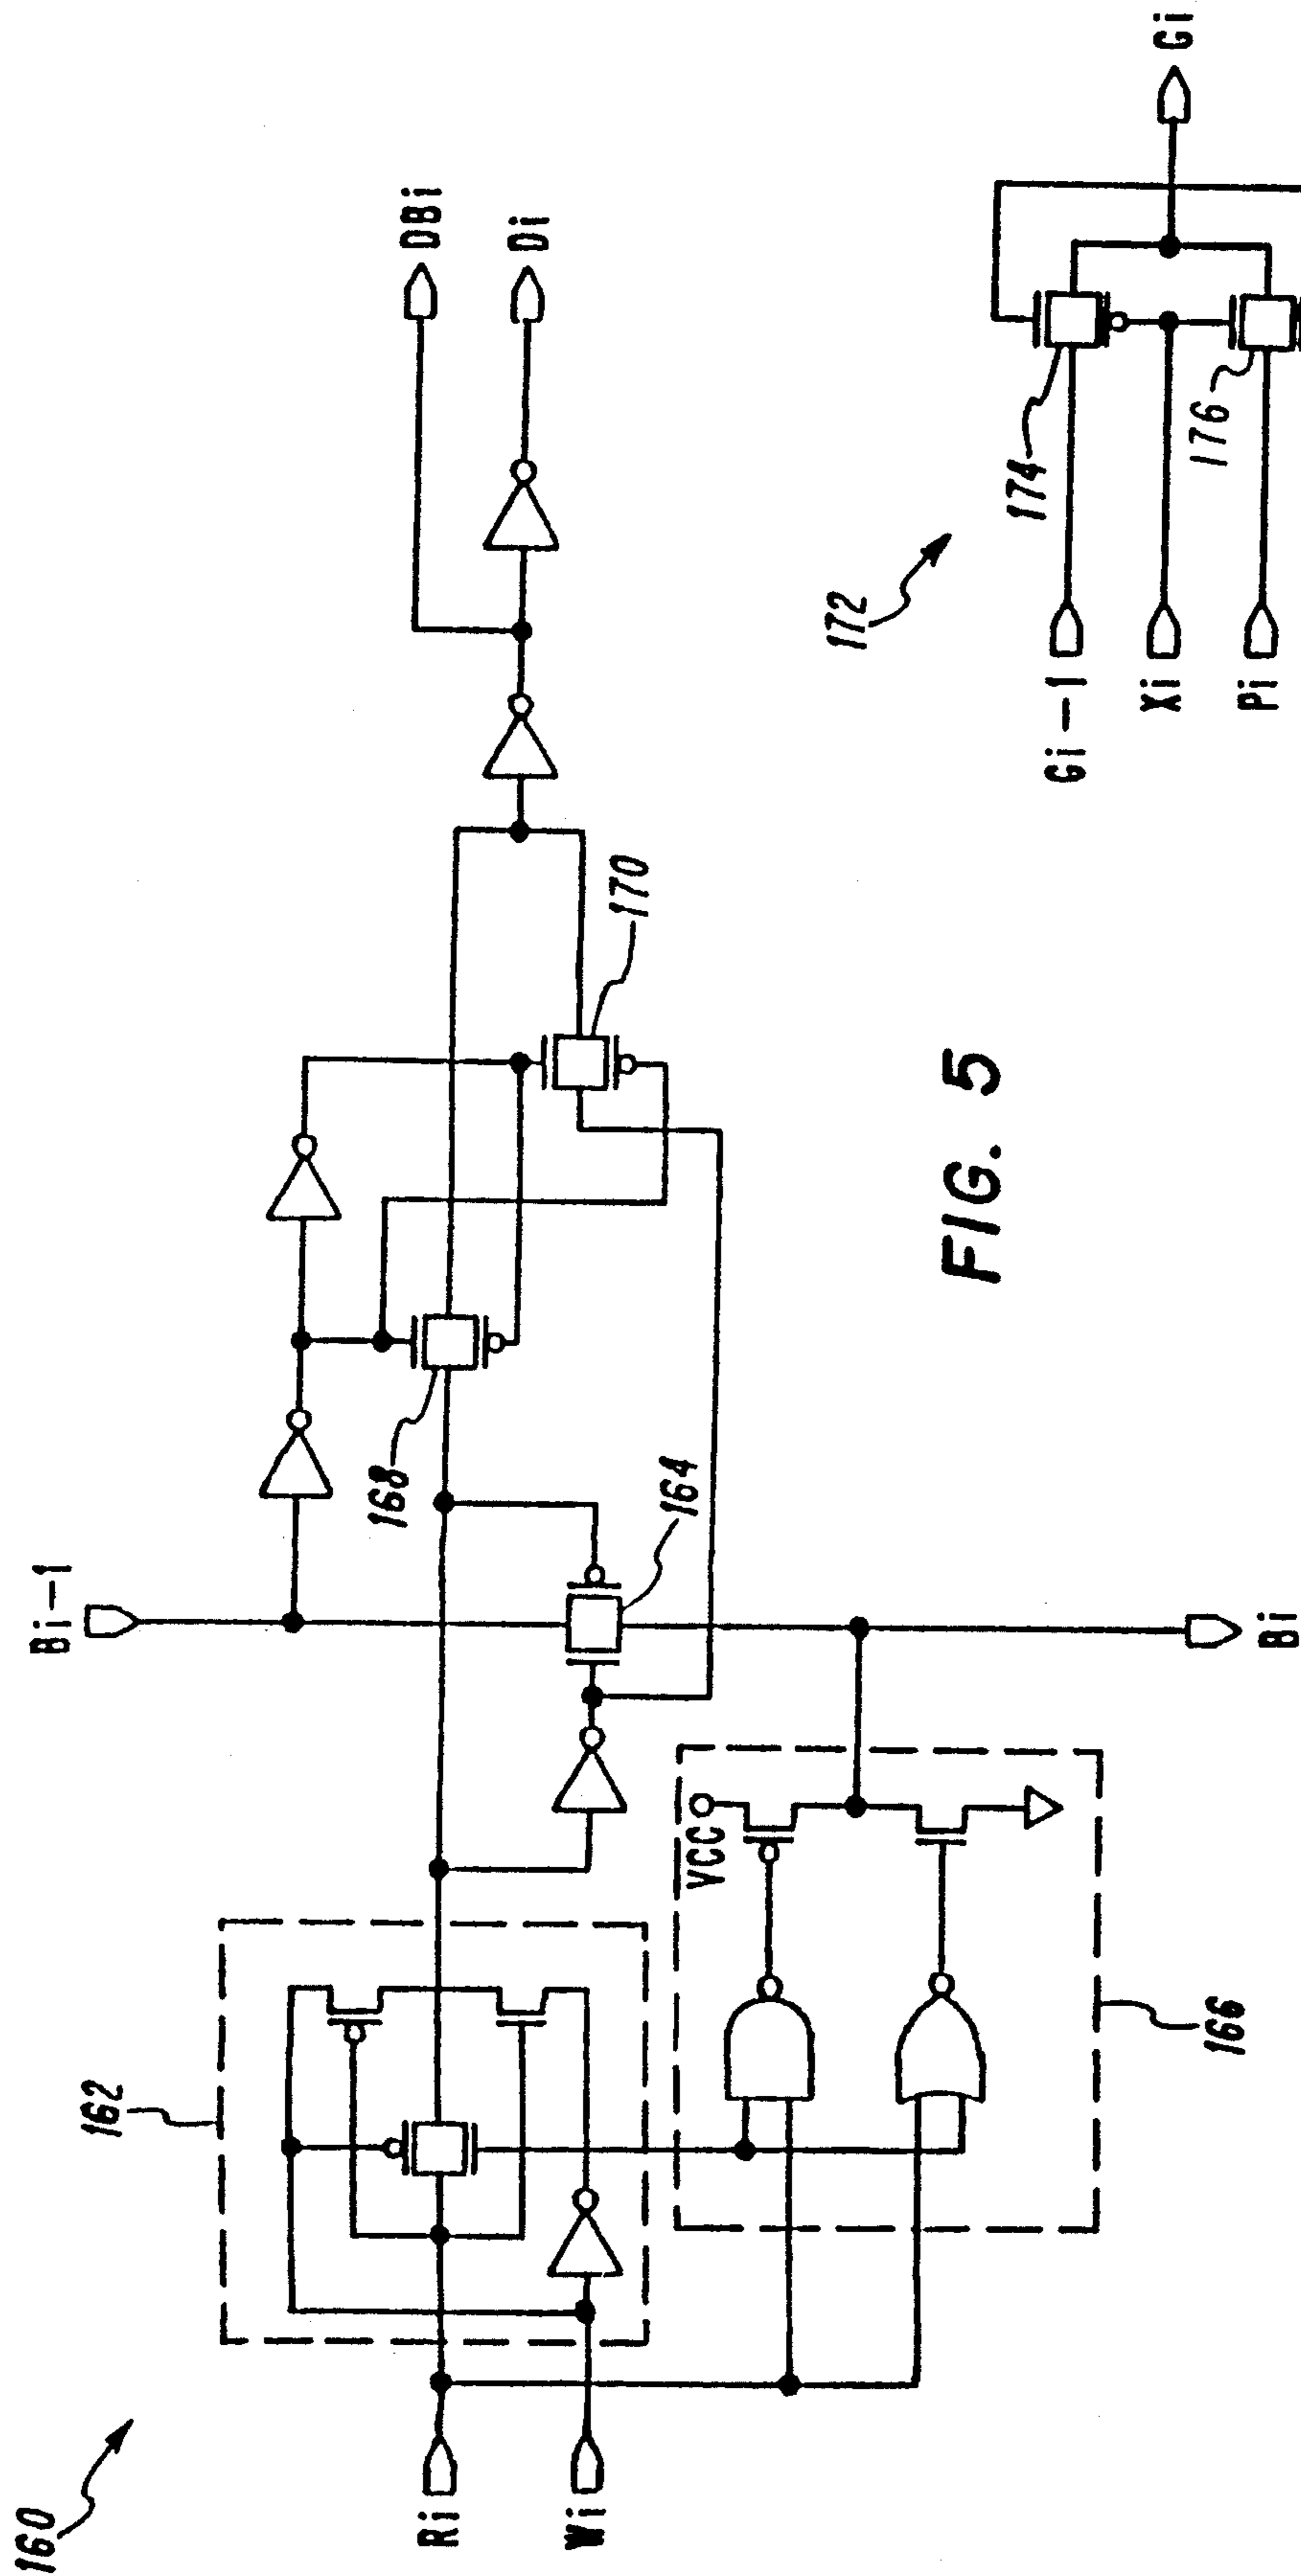 160
Ri
Wi
162
166
VCC
Bi-1
Bi
164
168
170
DBi
Di
172
174
176
Gi-1
Xi
Pi
Gi
FIG. 5